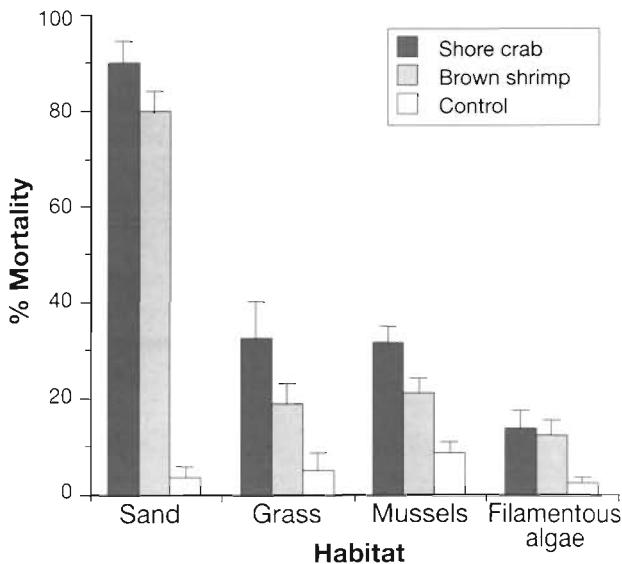 100
80
60
40
20
0
% Mortality
Shore crab
Brown shrimp
Control
Sand
Grass
Mussels
Filamentous
algae
Habitat